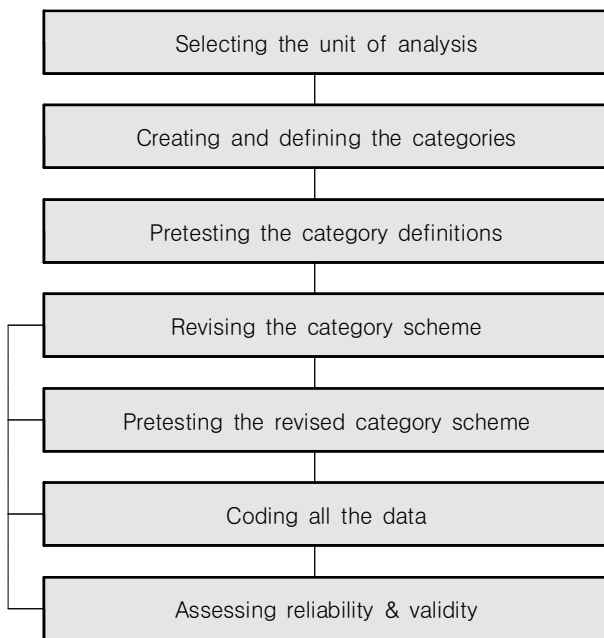 Selecting the unit of analysis
Creating and defining the categories
Pretesting the category definitions
Revising the category scheme
Pretesting the revised category scheme
Coding all the data
Assessing reliability & validity